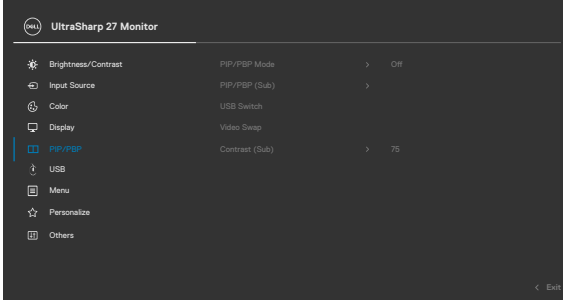 DELL UltraSharp 27 Monitor
Brightness/Contrast PIP/PBP Mode > Off
Input Source PIP/PBP (Sub) >
Color USB Switch
Display Video Swap
PIP/PBP Contrast (Sub) > 75
USB
Menu
Personalize
Others
< Exit